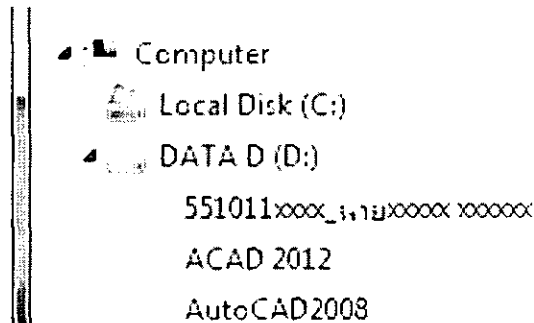 Computer
Local Disk (C:)
DATA D (D:)
551011xxxx_นายxxxxx xxxxxx
ACAD 2012
AutoCAD2008